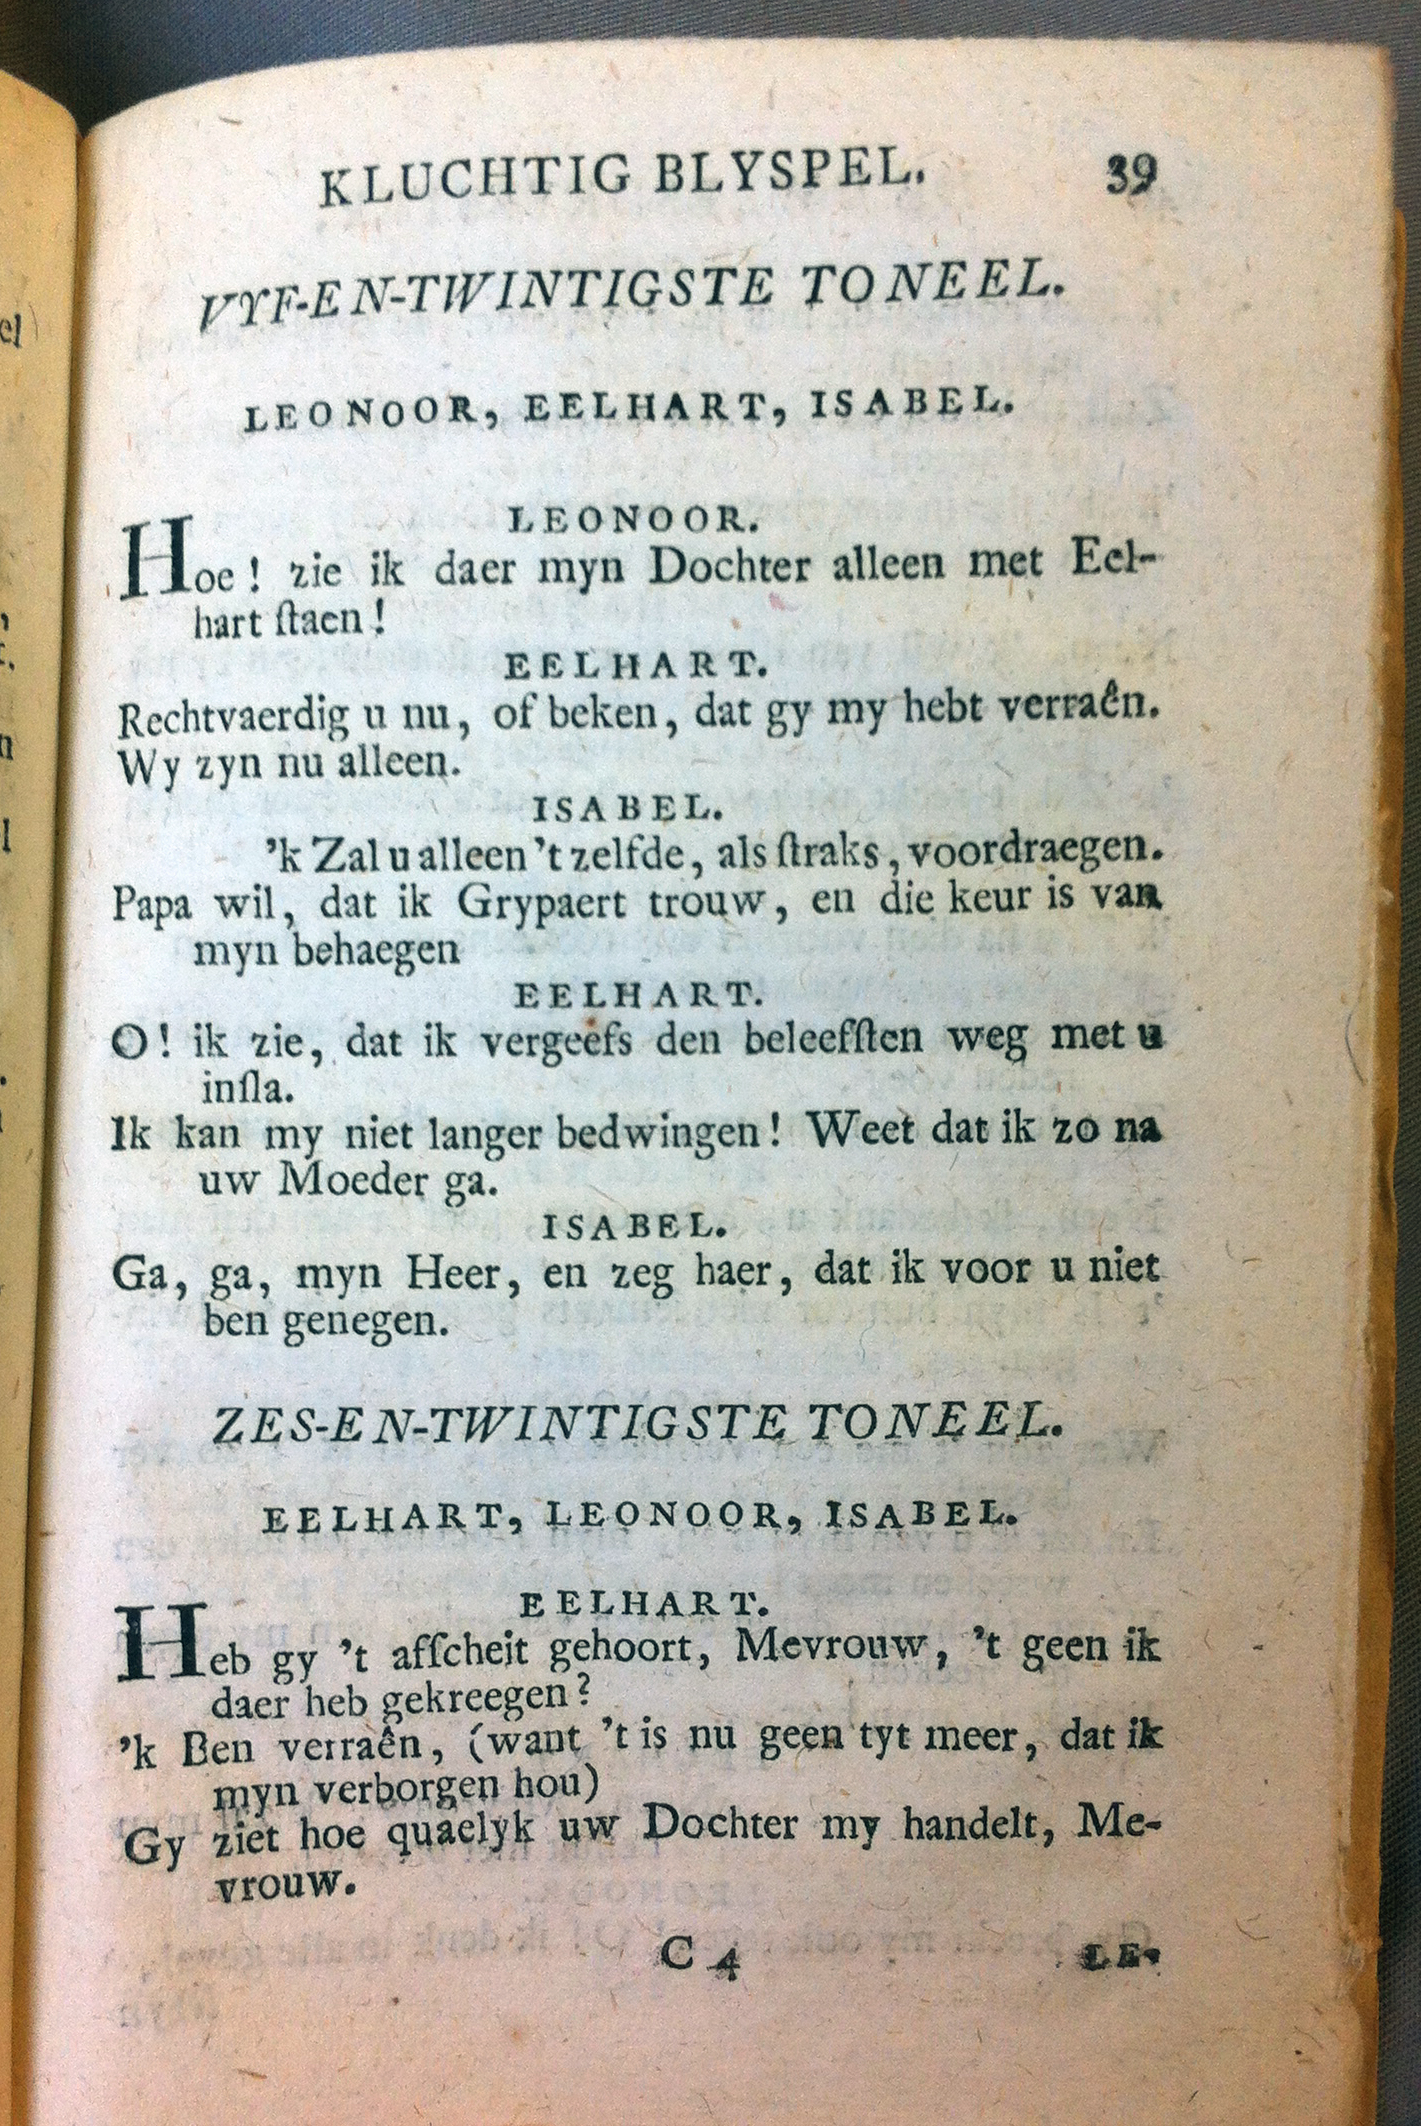 KLUCHTIG BLYSPEL. 39
VYF-EN-TWINTIGSTE TONEEL.
LEONOOR, EELHART, ISABEL.
LEONOOR.
Hoe! zie ik daer myn Dochter alleen met Eel-
hart ſtaen!
EELHART.
Rechtvaerdig u nu, of beken, dat gy my hebt verraên.
Wy zyn nu alleen.
ISABEL.
'k Zal u alleen 't zelfde, als ſtraks, voordraegen.
Papa wil, dat ik Grypaert trouw, en die keur is van
myn behaegen
EELHART.
O! ik zie, dat ik vergeefs den beleefſten weg met u
inſla.
Ik kan my niet langer bedwingen! Weet dat ik zo na
uw Moeder ga.
ISABEL.
Ga, ga, myn Heer, en zeg haer, dat ik voor u niet
ben genegen.
ZES-EN-TWINTIGSTE TONEEL.
EELHART, LEONOOR, ISABEL.
EELHART.
Heb gy 't afſcheit gehoort, Mevrouw, 't geen ik
daer heb gekreegen?
'k Ben verraên, (want 't is nu geen tyt meer, dat ik
myn verborgen hou)
Gy ziet hoe quaelyk uw Dochter my handelt, Me-
vrouw.
C 4 LE-